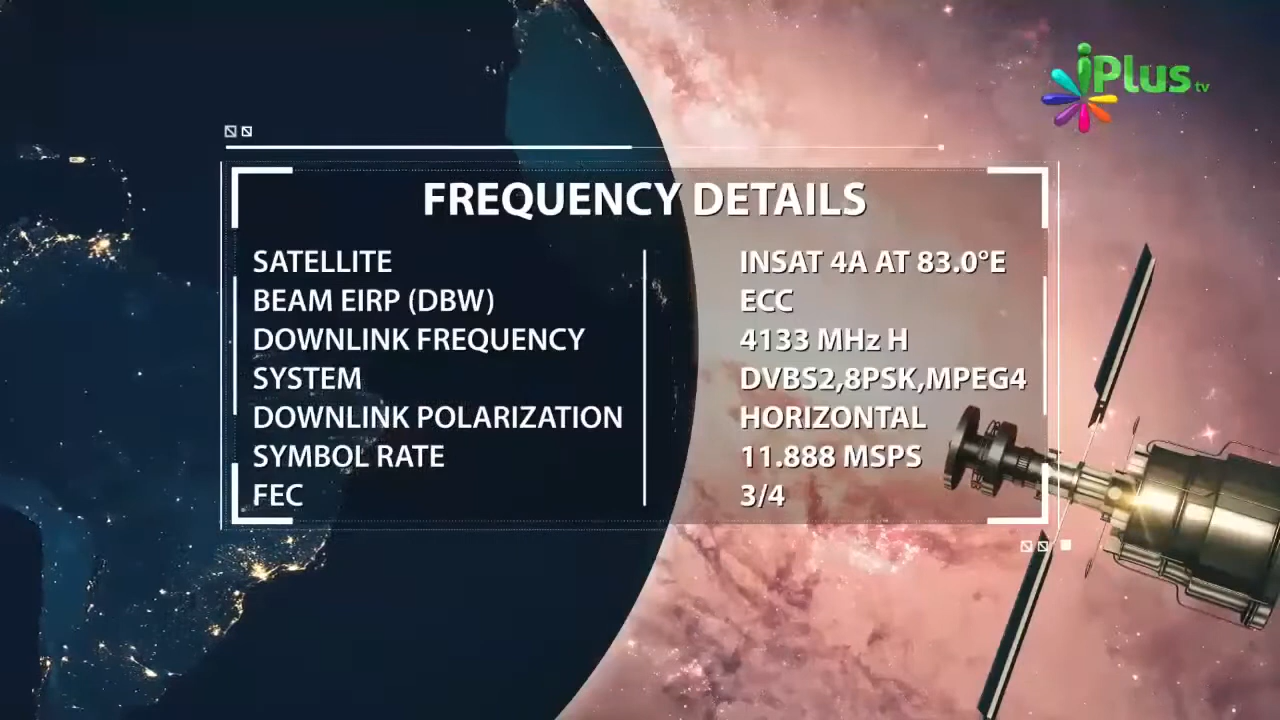 iPlus tv
FREQUENCY DETAILS
SATELLITE INSAT 4A AT 83.0°E
BEAM EIRP (DBW) ECC
DOWNLINK FREQUENCY 4133 MHz H
SYSTEM DVBS2,8PSK,MPEG4
DOWNLINK POLARIZATION HORIZONTAL
SYMBOL RATE 11.888 MSPS
FEC 3/4